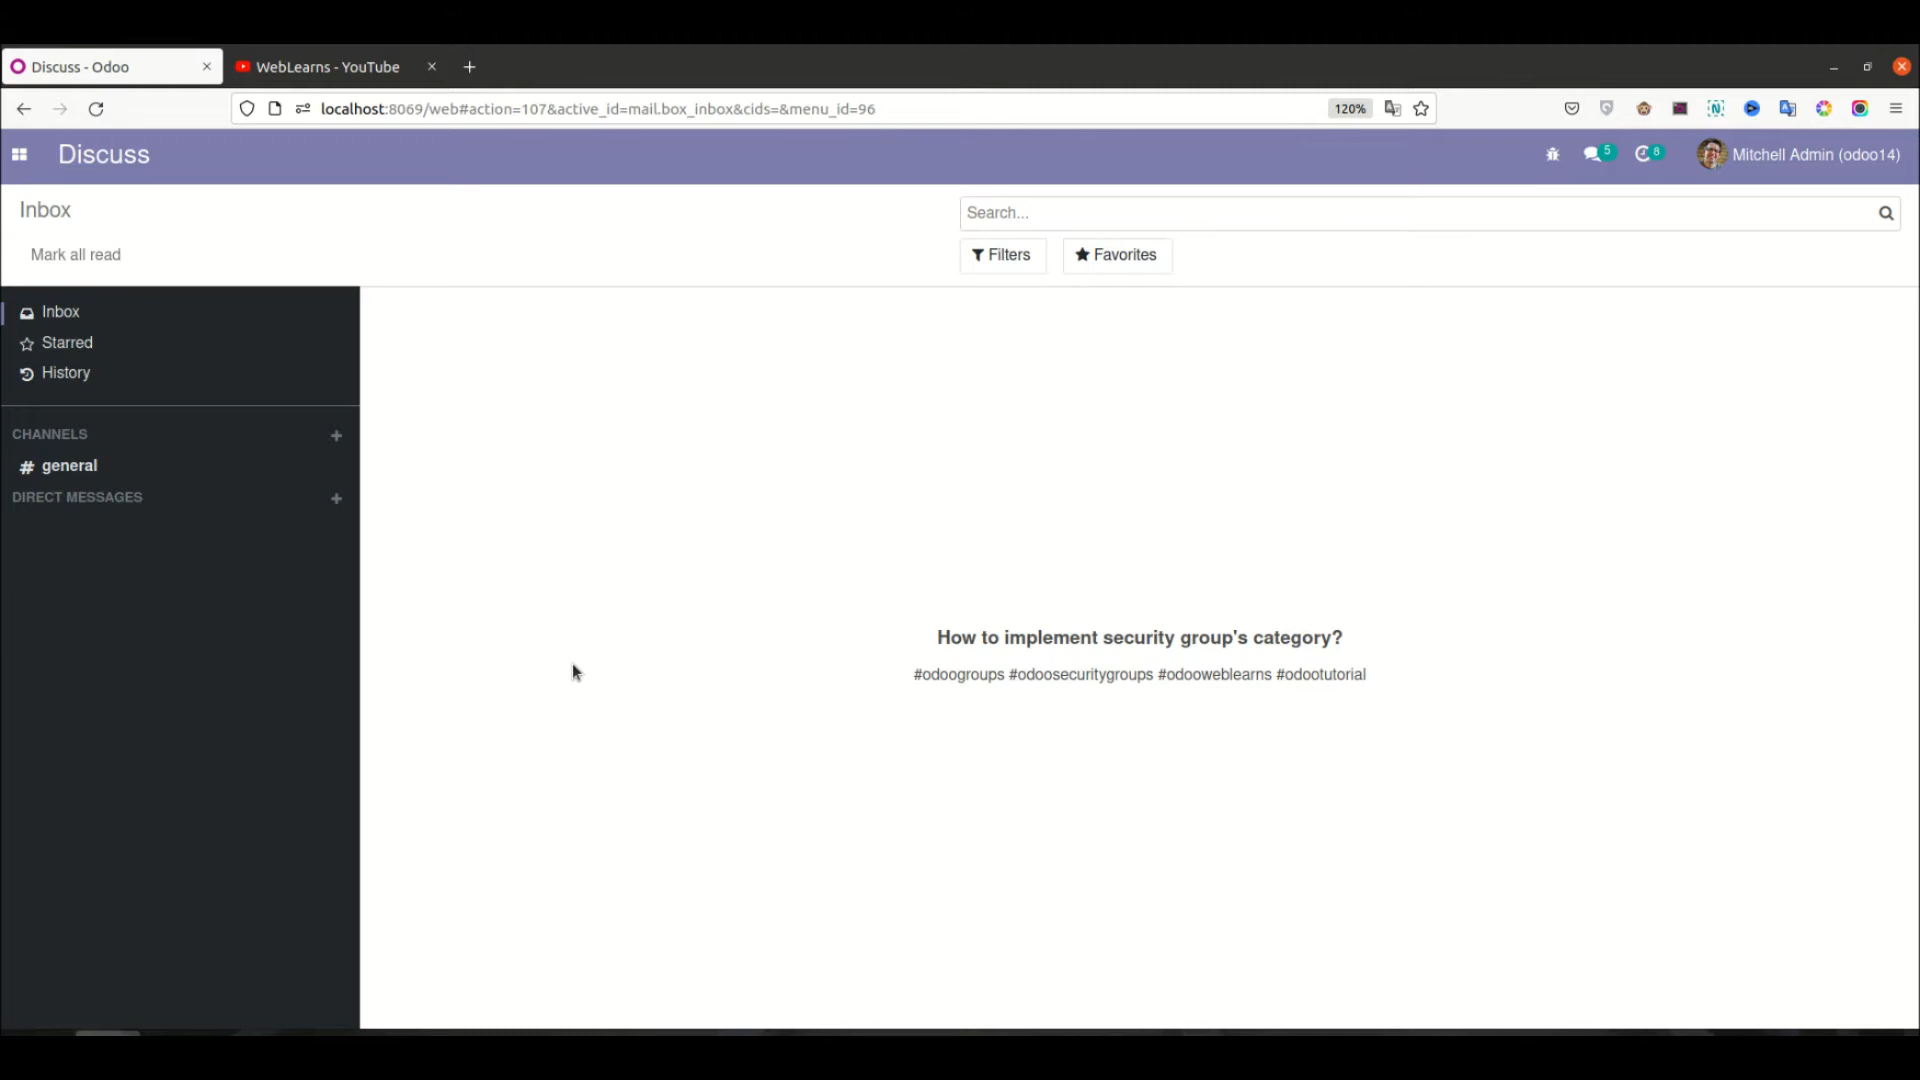 Discuss - Odoo
WebLearns - YouTube
localhost:8069/web#action=107&active_id=mail.box_inbox&cids=&menu_id=96
120%
Discuss
5
8
Mitchell Admin (odoo14)
Inbox
Search...
Mark all read
Filters
Favorites
Inbox
Starred
History
CHANNELS
# general
DIRECT MESSAGES
How to implement security group's category?
#odoogroups #odoosecuritygroups #odooweblearns #odootutorial